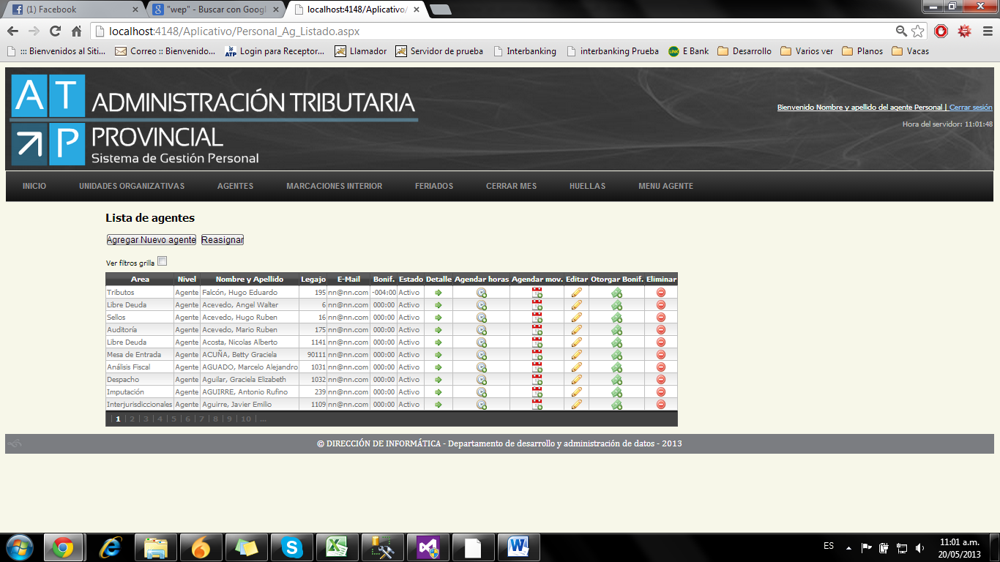 (1) Facebook
"wep" - Buscar con Googl
localhost:4148/Aplicativo/
localhost:4148/Aplicativo/Personal_Ag_Listado.aspx
::: Bienvenidos al Siti... Correo :: Bienvenido... Login para Receptor... Llamador Servidor de prueba Interbanking interbanking Prueba E Bank Desarrollo Varios ver Planos Vacas
A T
P
ADMINISTRACIÓN TRIBUTARIA
PROVINCIAL
Sistema de Gestión Personal
Bienvenido Nombre y apellido del agente Personal | Cerrar sesión
Hora del servidor: 11:01:48
INICIO UNIDADES ORGANIZATIVAS AGENTES MARCACIONES INTERIOR FERIADOS CERRAR MES HUELLAS MENU AGENTE
Lista de agentes
Agregar Nuevo agente Reasignar
Ver filtros grilla
Area Nivel Nombre y Apellido Legajo E-Mail Bonif. Estado Detalle Agendar horas Agendar mov. Editar Otorgar Bonif. Eliminar
Tributos Agente Falcón, Hugo Eduardo 195 nn@nn.com -004:00 Activo
Libre Deuda Agente Acevedo, Angel Walter 6 nn@nn.com 000:00 Activo
Sellos Agente Acevedo, Hugo Ruben 16 nn@nn.com 000:00 Activo
Auditoría Agente Acevedo, Mario Ruben 175 nn@nn.com 000:00 Activo
Libre Deuda Agente Acosta, Nicolas Alberto 1141 nn@nn.com 000:00 Activo
Mesa de Entrada Agente ACUÑA, Betty Graciela 90111 nn@nn.com 000:00 Activo
Análisis Fiscal Agente AGUADO, Marcelo Alejandro 1031 nn@nn.com 000:00 Activo
Despacho Agente Aguilar, Graciela Elizabeth 1032 nn@nn.com 000:00 Activo
Imputación Agente AGUIRRE, Antonio Rufino 239 nn@nn.com 000:00 Activo
Interjurisdiccionales Agente Aguirre, Javier Emilio 1109 nn@nn.com 000:00 Activo
| 1 | 2 | 3 | 4 | 5 | 6 | 7 | 8 | 9 | 10 | ...
© DIRECCIÓN DE INFORMÁTICA - Departamento de desarrollo y administración de datos - 2013
ES
11:01 a.m.
20/05/2013